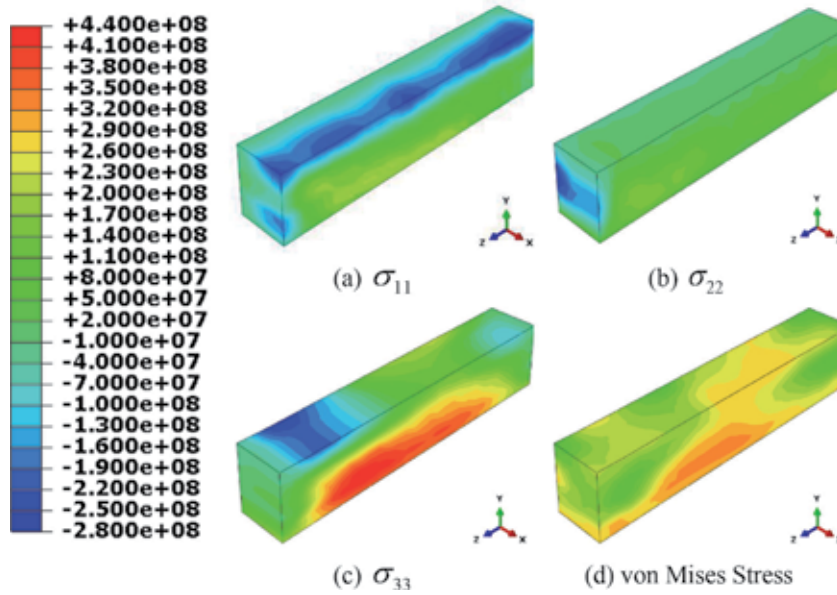 +4.400e+08
+4.100e+08
+3.800e+08
+3.500e+08
+3.200e+08
+2.900e+08
+2.600e+08
+2.300e+08
+2.000e+08
+1.700e+08
+1.400e+08
+1.100e+08
+8.000e+07
+5.000e+07
+2.000e+07
-1.000e+07
-4.000e+07
-7.000e+07
-1.000e+08
-1.300e+08
-1.600e+08
-1.900e+08
-2.200e+08
-2.500e+08
-2.800e+08
Y
Z
X
(a) σ11
Y
Z
(b) σ22
Y
Z
X
(c) σ33
Y
Z
(d) von Mises Stress